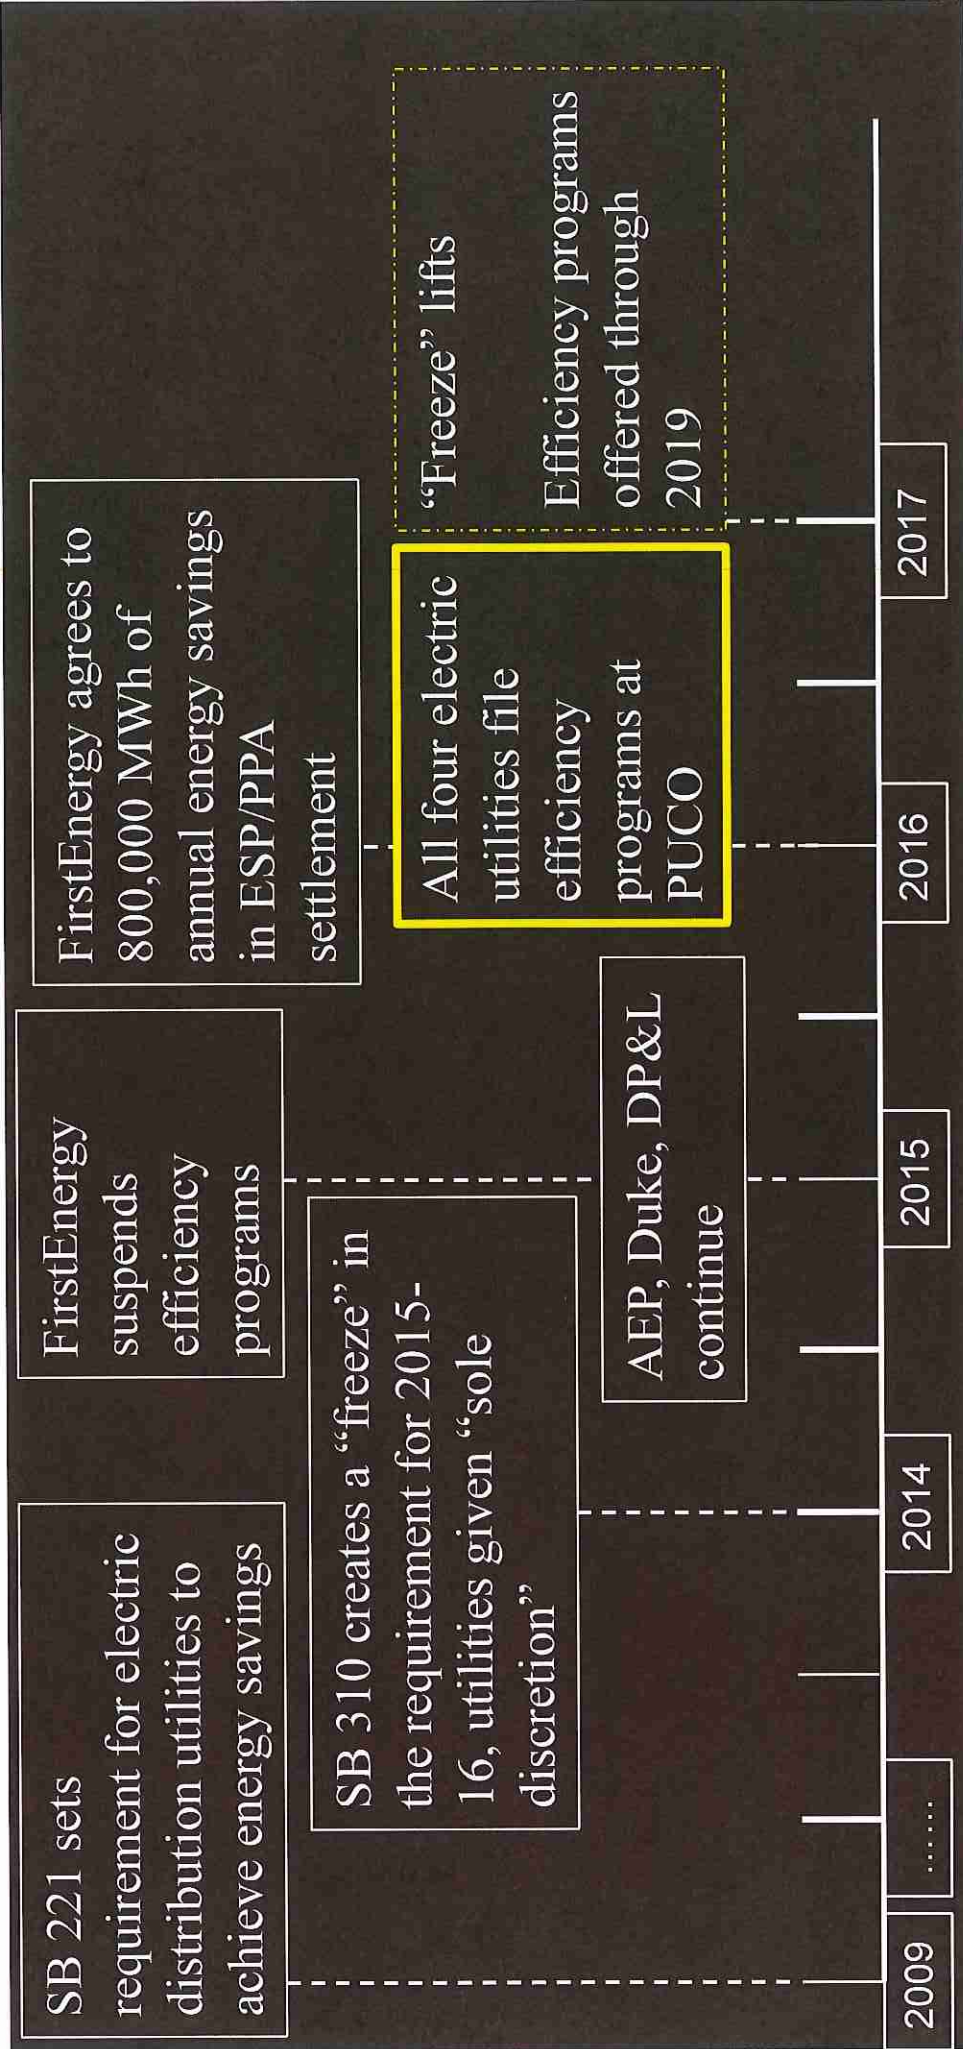 SB 221 sets
requirement for electric
distribution utilities to
achieve energy savings
FirstEnergy
suspends
efficiency
programs
FirstEnergy agrees to
800,000 MWh of
annual energy savings
in ESP/PPA
settlement
SB 310 creates a “freeze” in
the requirement for 2015-
16, utilities given “sole
discretion”
All four electric
utilities file
efficiency
programs at
PUCO
“Freeze” lifts
Efficiency programs
offered through
2019
AEP, Duke, DP&L
continue
2009
......
2014
2015
2016
2017